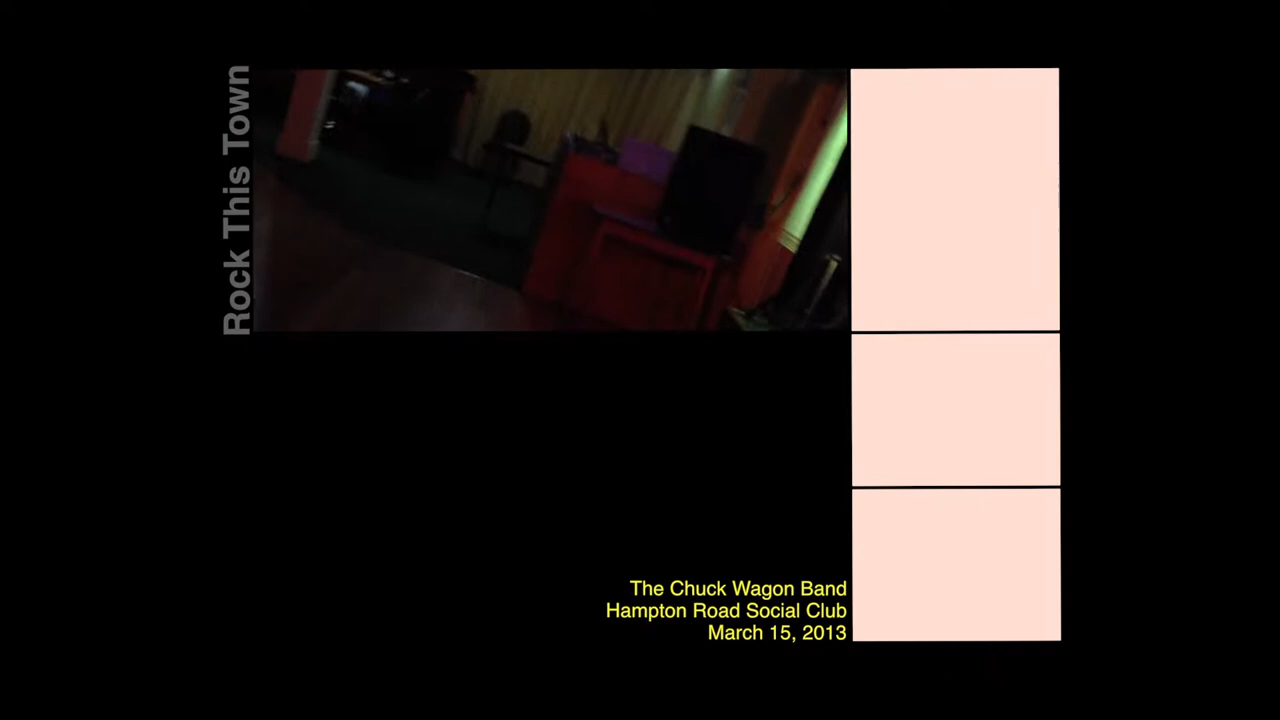 Rock This Town
The Chuck Wagon Band
Hampton Road Social Club
March 15, 2013